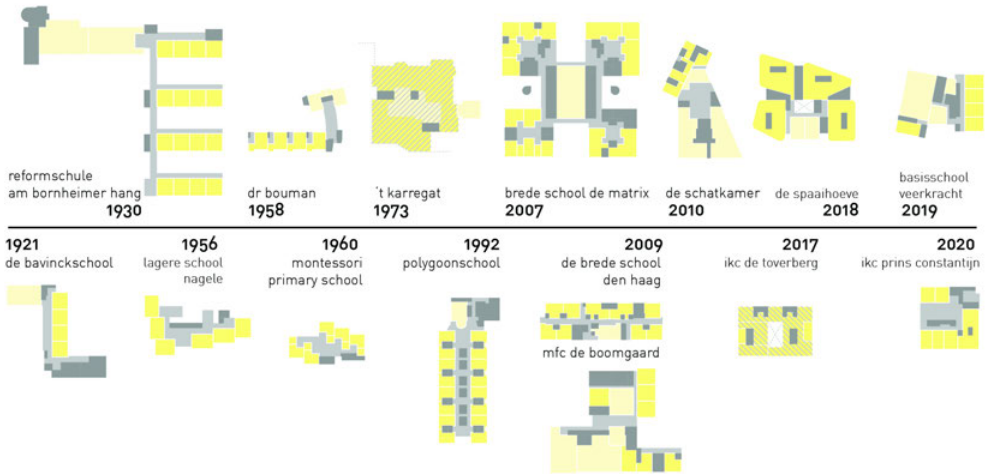 reformschule
am bornheimer hang
1930
dr bouman
1958
't karregat
1973
brede school de matrix
2007
de schatkamer
2010
de spaaihoeve
2018
basisschool
veerkracht
2019
1921
de bavinckschool
1956
lagere school
nagele
1960
montessori
primary school
1992
polygoonschool
2009
de brede school
den haag
mfc de boomgaard
2017
ikc de toverberg
2020
ikc prins constantijn